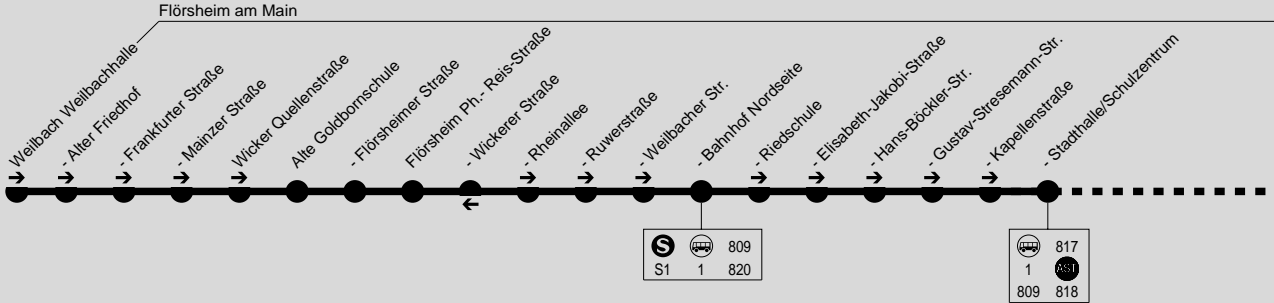 Flörsheim am Main
Weilbach Weilbachhalle
- Alter Friedhof
- Frankfurter Straße
- Mainzer Straße
Wicker Quellenstraße
Alte Goldbornschule
- Flörsheimer Straße
Flörsheim Ph.- Reis-Straße
- Wickerer Straße
- Rheinallee
- Ruwerstraße
- Weilbacher Str.
- Bahnhof Nordseite
- Riedschule
- Elisabeth-Jakobi-Straße
- Hans-Böckler-Str.
- Gustav-Stresemann-Str.
- Kapellenstraße
- Stadthalle/Schulzentrum
S 809
S1 1 820
817
1 AST
809 818